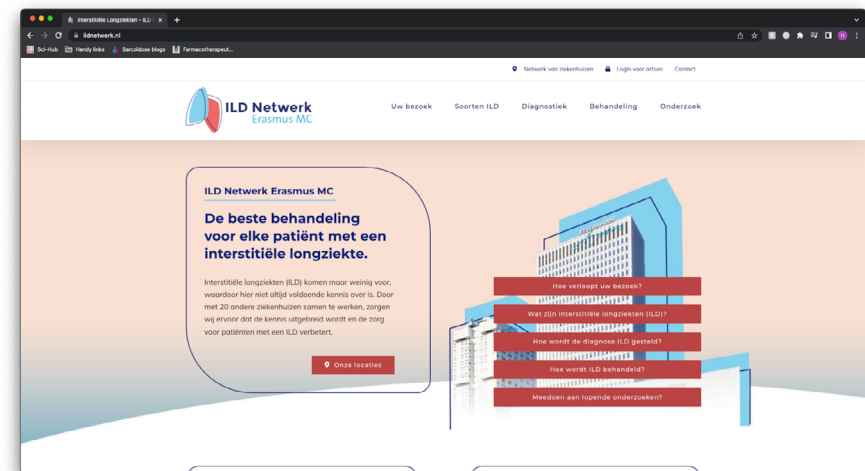 Interstitiële Longziekten - ILD
ildnetwerk.nl
Sci-Hub Handy links Sarcoïdose blogs Farmacotherapeut...
Netwerk van ziekenhuizen Login voor artsen Contact
ILD Netwerk
Erasmus MC
Uw bezoek Soorten ILD Diagnostiek Behandeling Onderzoek
ILD Netwerk Erasmus MC
De beste behandeling
voor elke patiënt met een
interstitiële longziekte.
Interstitiële longziekten (ILD) komen maar weinig voor,
waardoor hier niet altijd voldoende kennis over is. Door
met 20 andere ziekenhuizen samen te werken, zorgen
wij ervoor dat de kennis uitgebreid wordt en de zorg
voor patiënten met een ILD verbetert.
Onze locaties
Hoe verloopt uw bezoek?
Wat zijn interstitiële longziekten (ILD)?
Hoe wordt de diagnose ILD gesteld?
Hoe wordt ILD behandeld?
Meedoen aan lopende onderzoeken?